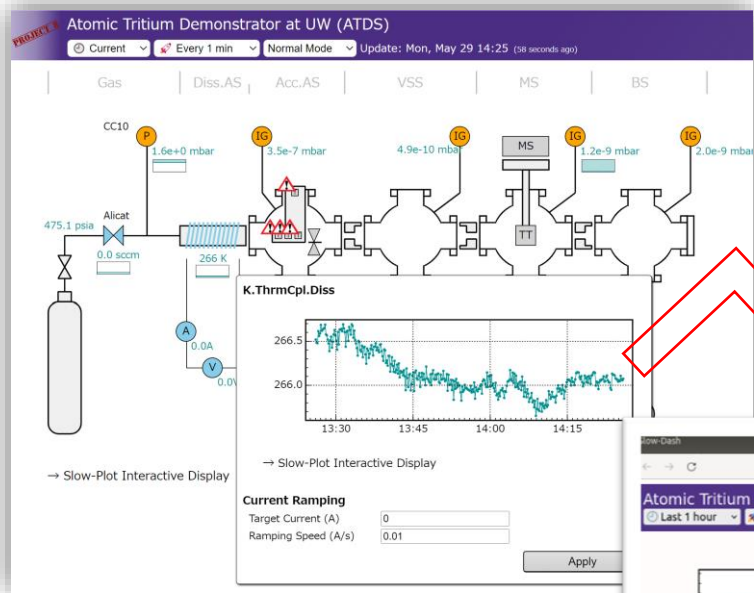 PROJECT 8
Atomic Tritium Demonstrator at UW (ATDS)
Current
Every 1 min
Normal Mode
Update: Mon, May 29 14:25 (58 seconds ago)
Gas
Diss.AS
Acc.AS
VSS
MS
BS
CC10
P
1.6e+0 mbar
IG
3.5e-7 mbar
4.9e-10 mbar
IG
MS
IG
1.2e-9 mbar
IG
2.0e-9 mbar
475.1 psia
Alicat
0.0 sccm
266 K
TT
A
0.0A
V
0.0V
→ Slow-Plot Interactive Display
K.ThrmCpl.Diss
266.5
266.0
13:30
13:45
14:00
14:15
→ Slow-Plot Interactive Display
Current Ramping
Target Current (A)
0
Ramping Speed (A/s)
0.01
Apply
Slow-Dash
Atomic Tritium
Last 1 hour